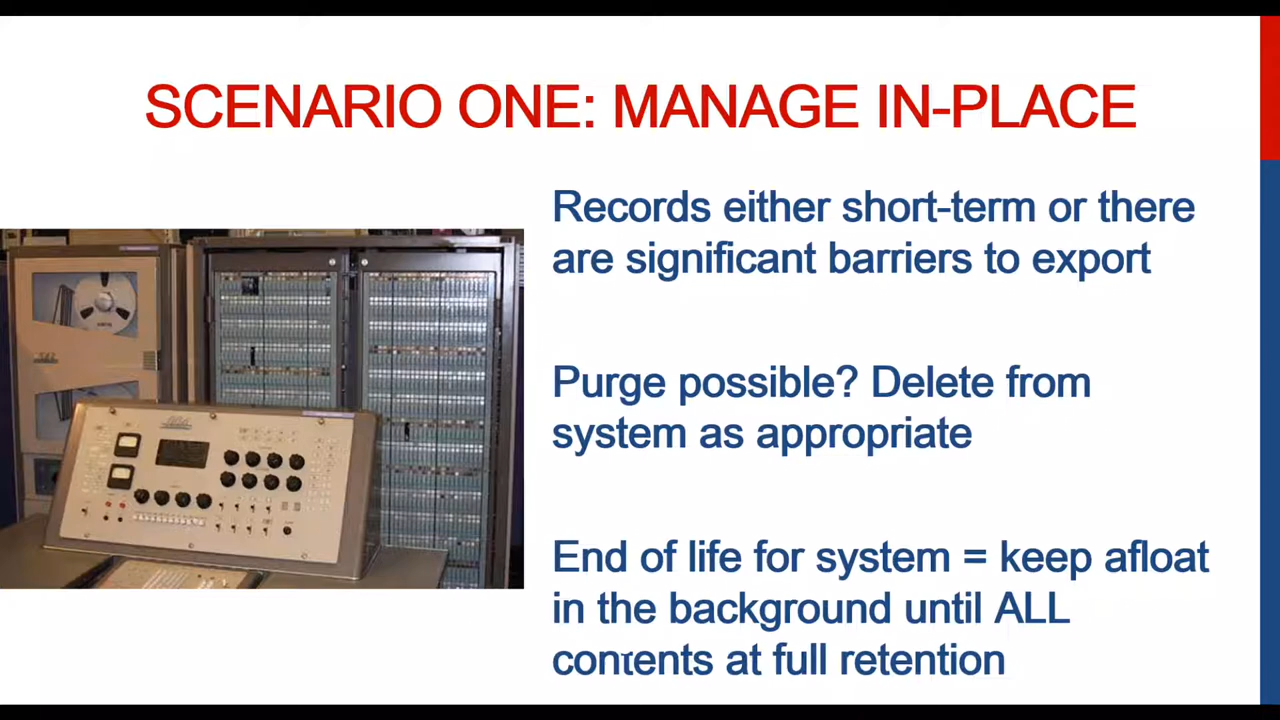 SCENARIO ONE: MANAGE IN-PLACE
Records either short-term or there
are significant barriers to export
Purge possible? Delete from
system as appropriate
End of life for system = keep afloat
in the background until ALL
contents at full retention